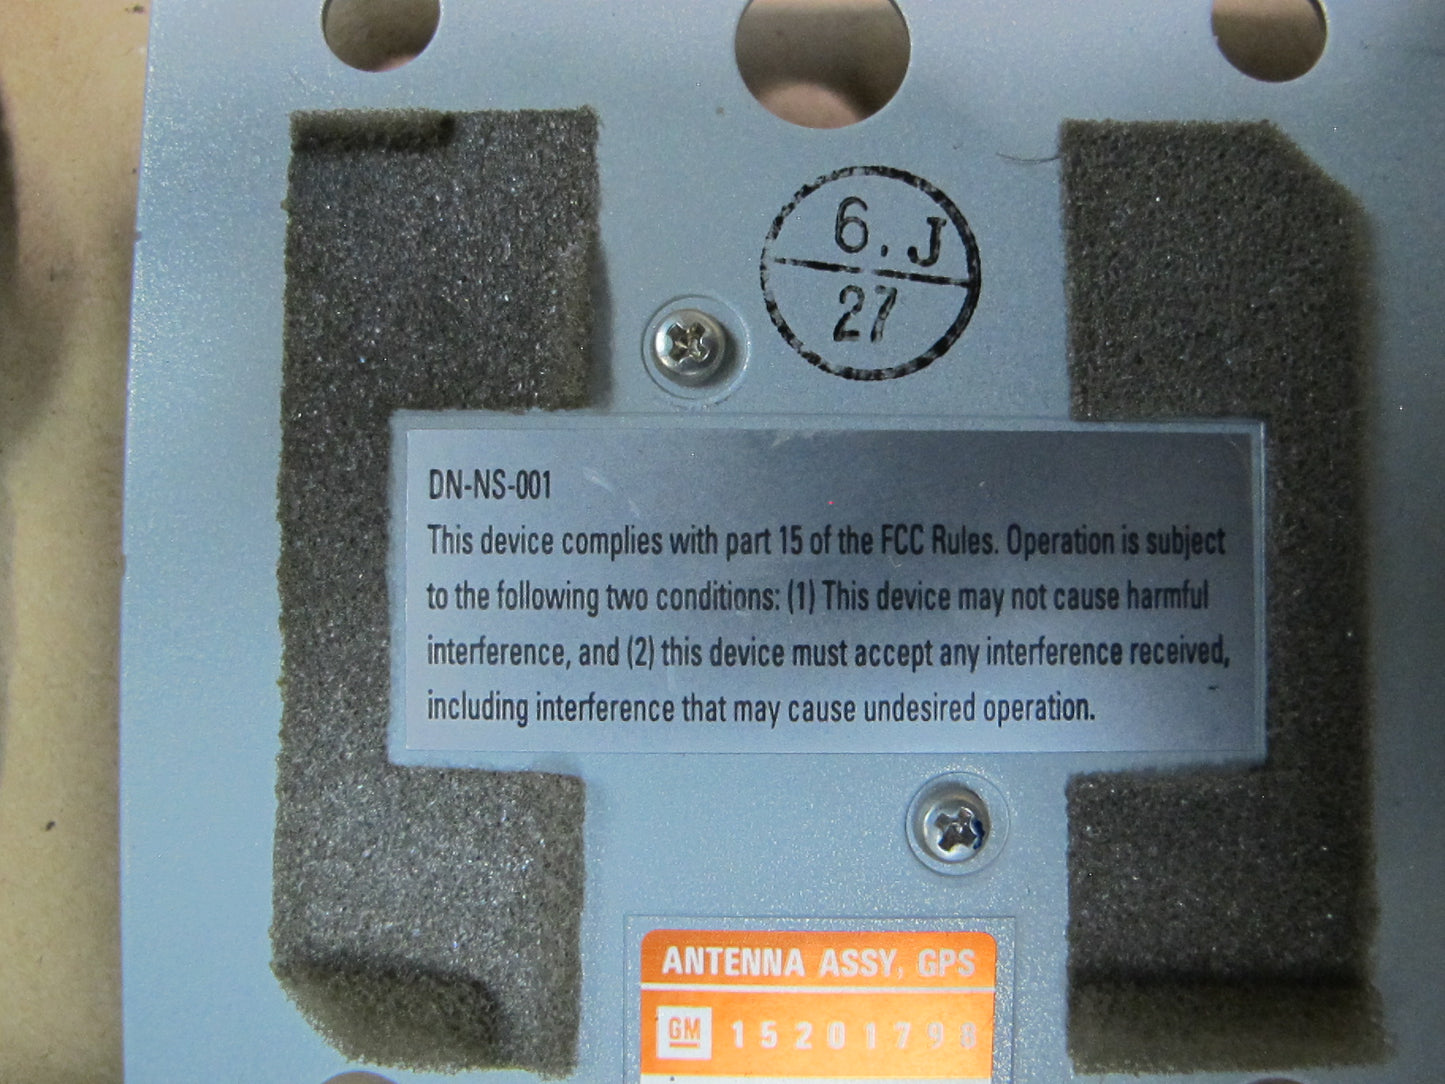 6.J
27
DN-NS-001
This device complies with part 15 of the FCC Rules. Operation is subject
to the following two conditions: (1) This device may not cause harmful
interference, and (2) this device must accept any interference received,
including interference that may cause undesired operation.
ANTENNA ASSY, GPS
GM 15201798